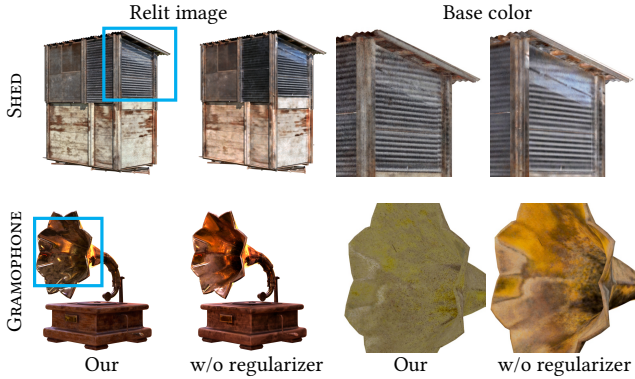 Relit image Base color
SHED
GRAMOPHONE
Our w/o regularizer Our w/o regularizer